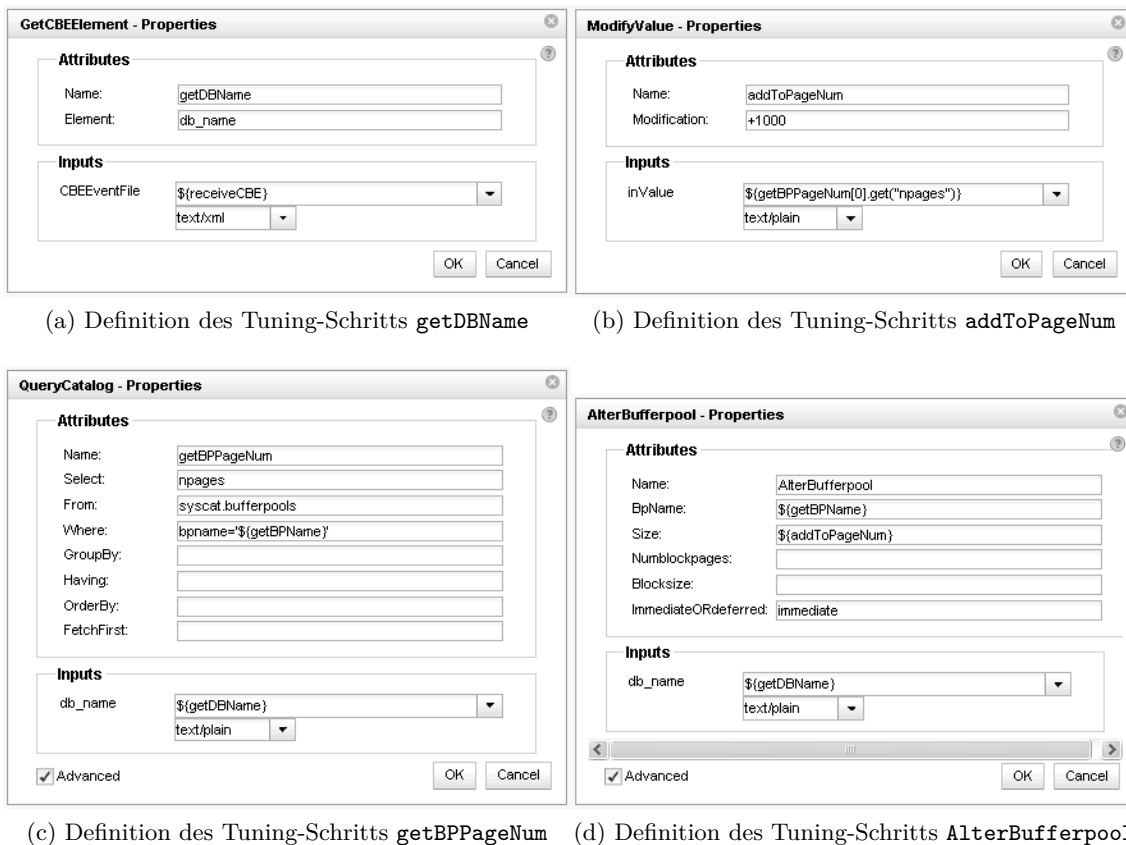 GetCBEElement - Properties
Attributes
Name: getDBName
Element: db_name
Inputs
CBEEventFile ${receiveCBE}
text/xml
OK Cancel
(a) Definition des Tuning-Schritts getDBName
ModifyValue - Properties
Attributes
Name: addToPageNum
Modification: +1000
Inputs
inValue ${getBPPageNum[0].get("npages")}
text/plain
OK Cancel
(b) Definition des Tuning-Schritts addToPageNum
QueryCatalog - Properties
Attributes
Name: getBPPageNum
Select: npages
From: syscat.bufferpools
Where: bpname='${getBPName}'
GroupBy:
Having:
OrderBy:
FetchFirst:
Inputs
db_name ${getDBName}
text/plain
Advanced OK Cancel
(c) Definition des Tuning-Schritts getBPPageNum
AlterBufferpool - Properties
Attributes
Name: AlterBufferpool
BpName: ${getBPName}
Size: ${addToPageNum}
Numblockpages:
Blocksize:
ImmediateORdeferred: immediate
Inputs
db_name ${getDBName}
text/plain
Advanced OK Cancel
(d) Definition des Tuning-Schritts AlterBufferpool